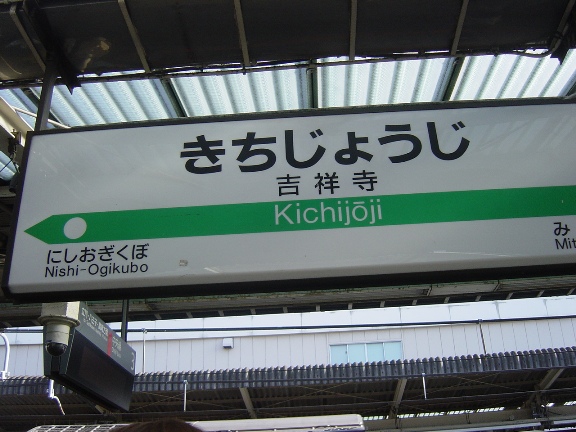 きちじょうじ
吉祥寺
Kichijōji
にしおぎくぼ
Nishi-Ogikubo
み
Mit